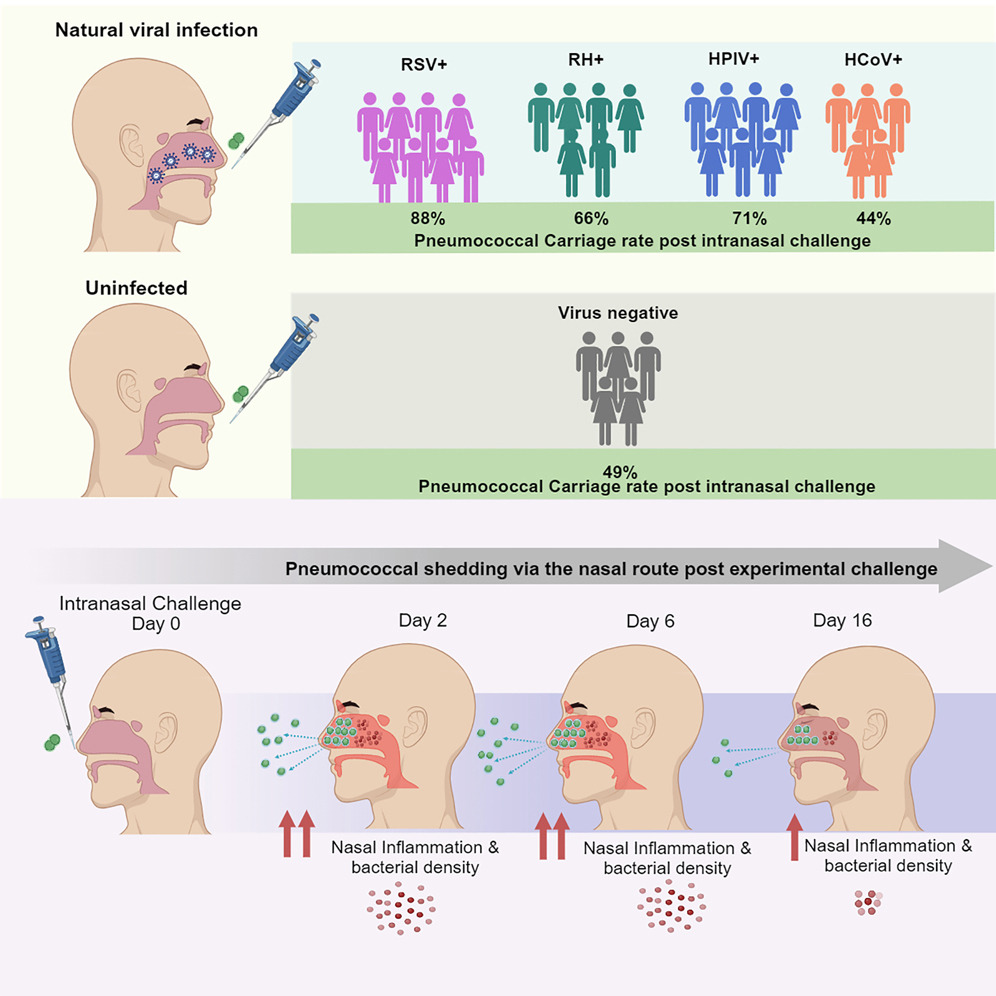 Natural viral infection
RSV+
RH+
HPIV+
HCoV+
88%
66%
71%
44%
Pneumococcal Carriage rate post intranasal challenge
Uninfected
Virus negative
49%
Pneumococcal Carriage rate post intranasal challenge
Pneumococcal shedding via the nasal route post experimental challenge
Intranasal Challenge
Day 0
Day 2
Day 6
Day 16
Nasal Inflammation &
bacterial density
Nasal Inflammation &
bacterial density
Nasal Inflammation &
bacterial density